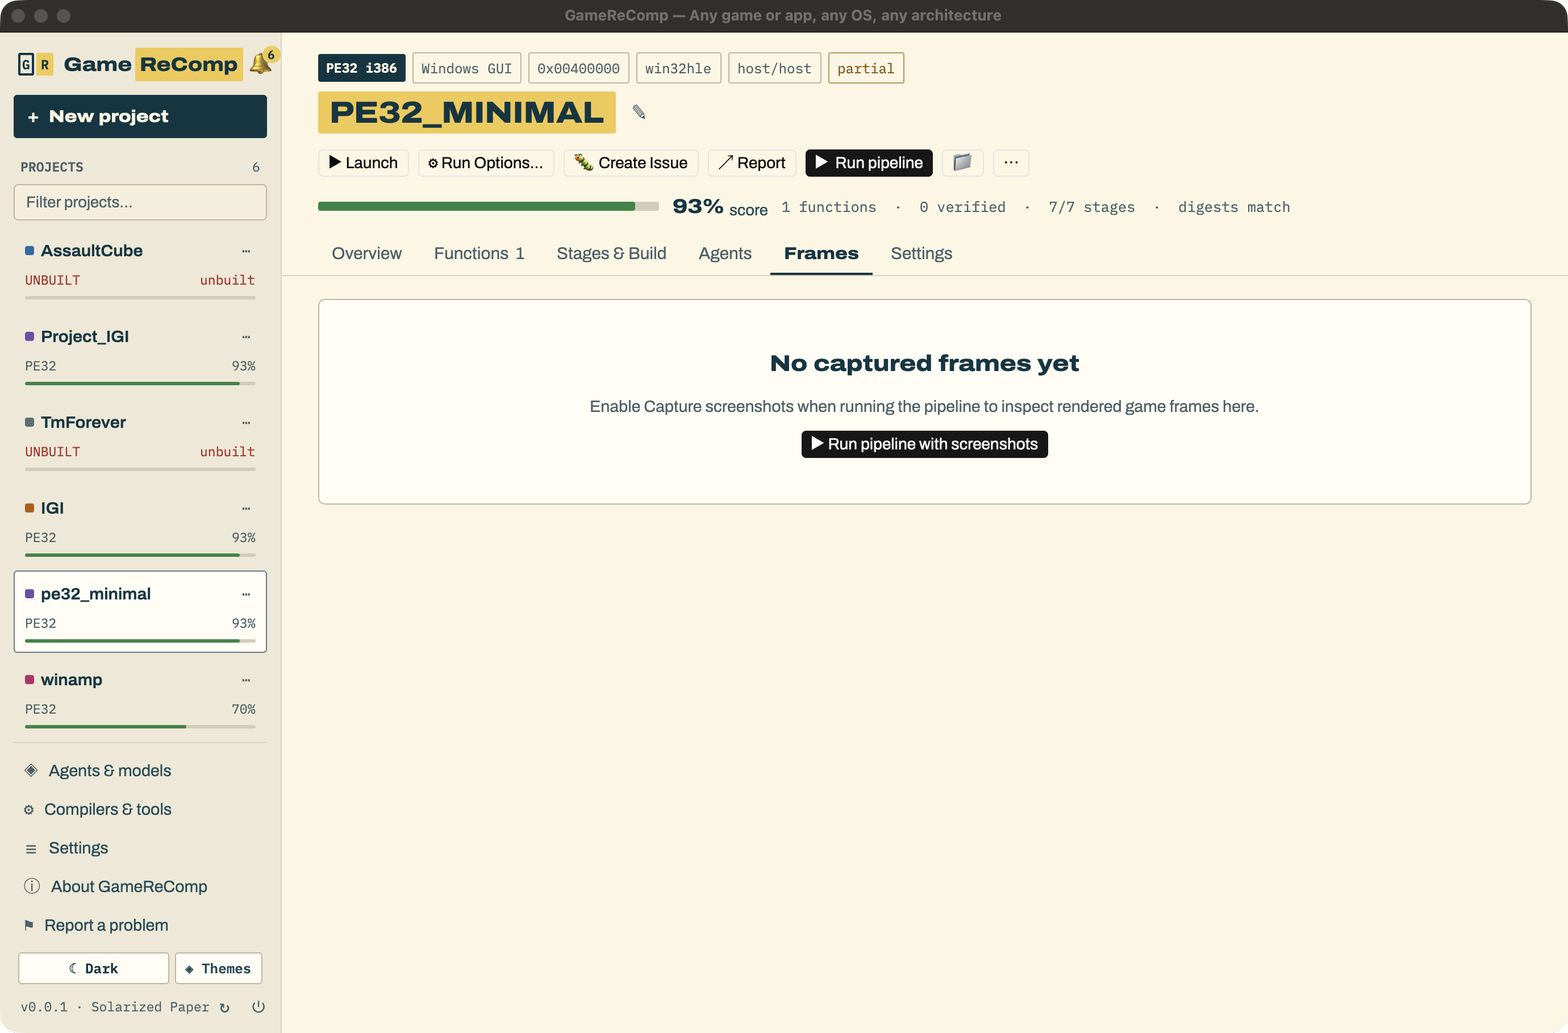 GameReComp — Any game or app, any OS, any architecture
GR Game ReComp 6
+ New project
PROJECTS 6
Filter projects...
AssaultCube ...
UNBUILT unbuilt
Project_IGI ...
PE32 93%
TmForever ...
UNBUILT unbuilt
IGI ...
PE32 93%
pe32_minimal ...
PE32 93%
winamp ...
PE32 70%
Agents & models
Compilers & tools
Settings
About GameReComp
Report a problem
Dark Themes
v0.0.1 · Solarized Paper
PE32 i386 Windows GUI 0x00400000 win32hle host/host partial
PE32_MINIMAL
Launch Run Options... Create Issue Report Run pipeline ...
93% score 1 functions · 0 verified · 7/7 stages · digests match
Overview Functions 1 Stages & Build Agents Frames Settings
No captured frames yet
Enable Capture screenshots when running the pipeline to inspect rendered game frames here.
Run pipeline with screenshots